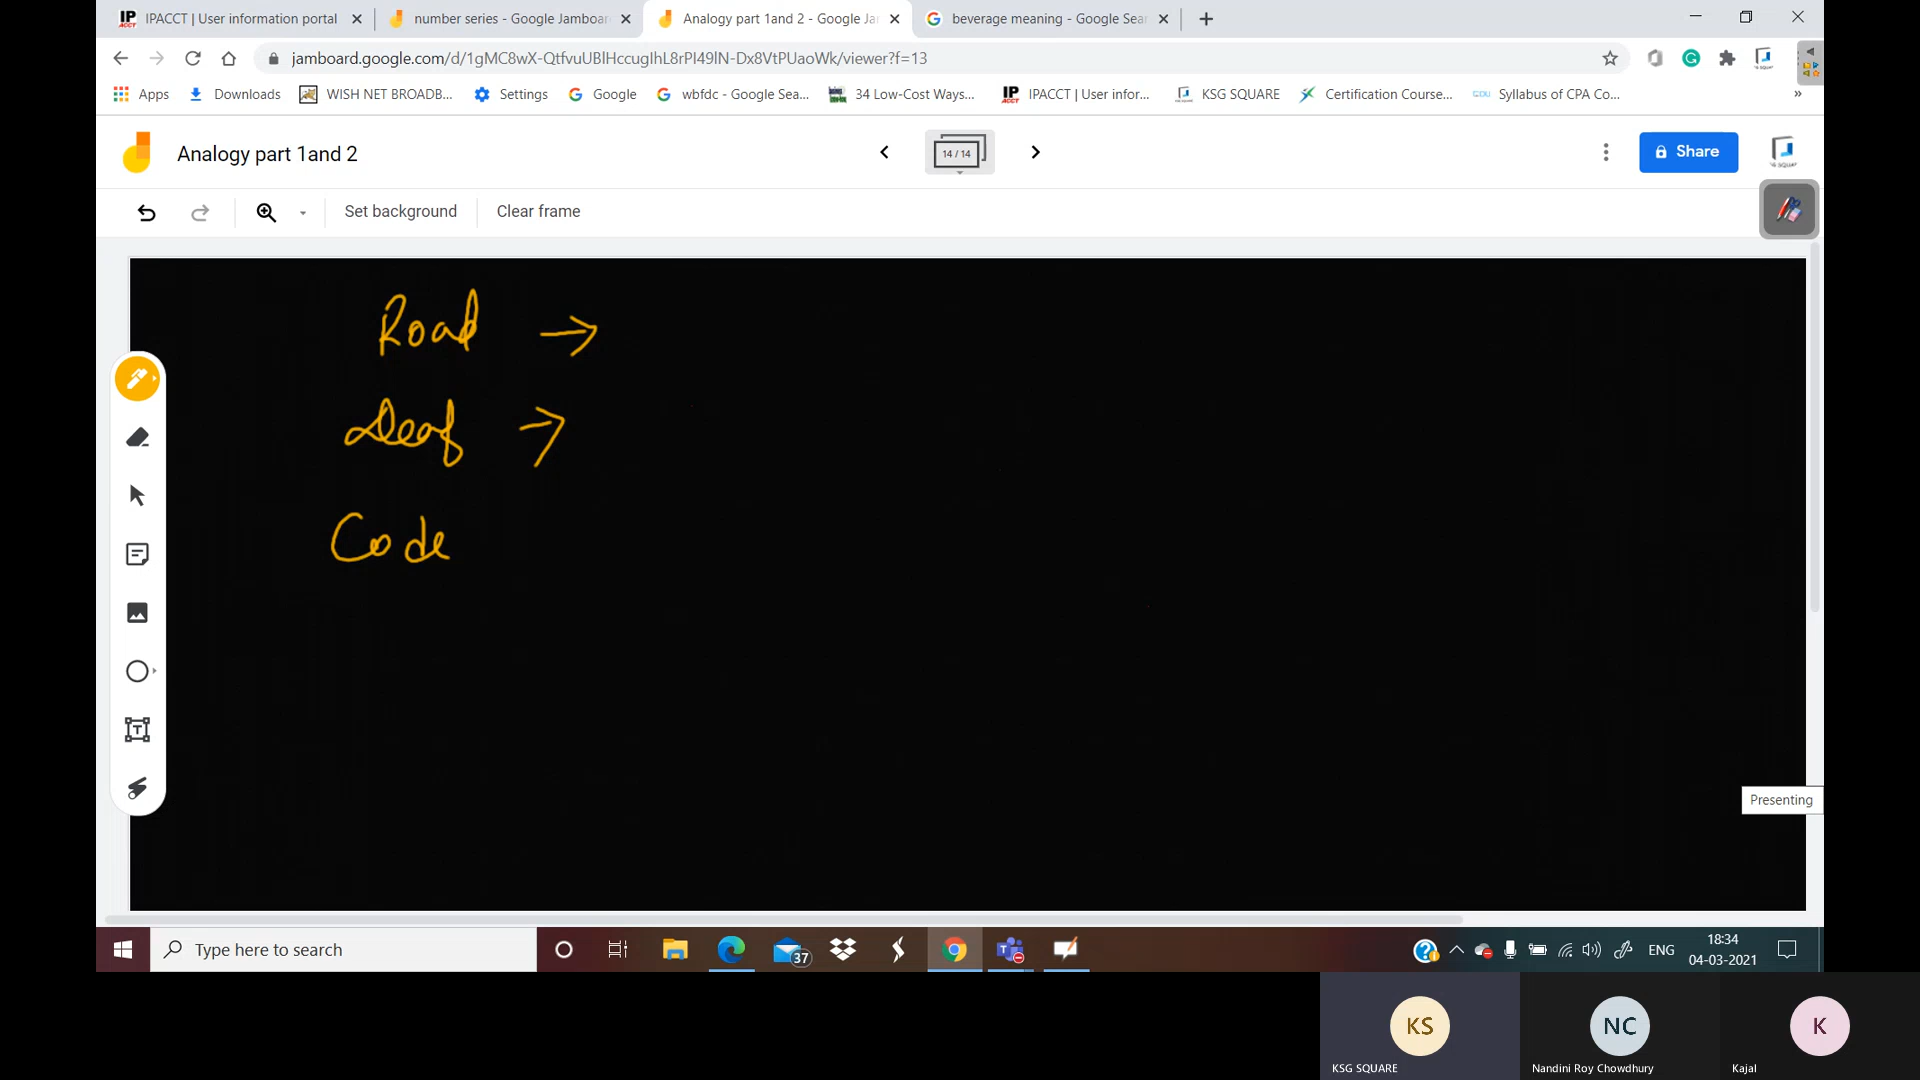 IPACCT | User information portal
number series - Google Jamboar
Analogy part 1and 2 - Google Ja
beverage meaning - Google Sear
jamboard.google.com/d/1gMC8wX-QtfvuUBlHccugIhL8rPI49lN-Dx8VtPUaoWk/viewer?f=13
Apps Downloads WISH NET BROADB... Settings Google wbfdc - Google Sea... 34 Low-Cost Ways... IPACCT | User infor... KSG SQUARE Certification Course... Syllabus of CPA Co... »
Analogy part 1and 2
14 / 14
Share
Set background Clear frame
Road →
Deaf →
Code
Presenting
Type here to search
37
ENG
18:34
04-03-2021
KS NC K
KSG SQUARE Nandini Roy Chowdhury Kajal